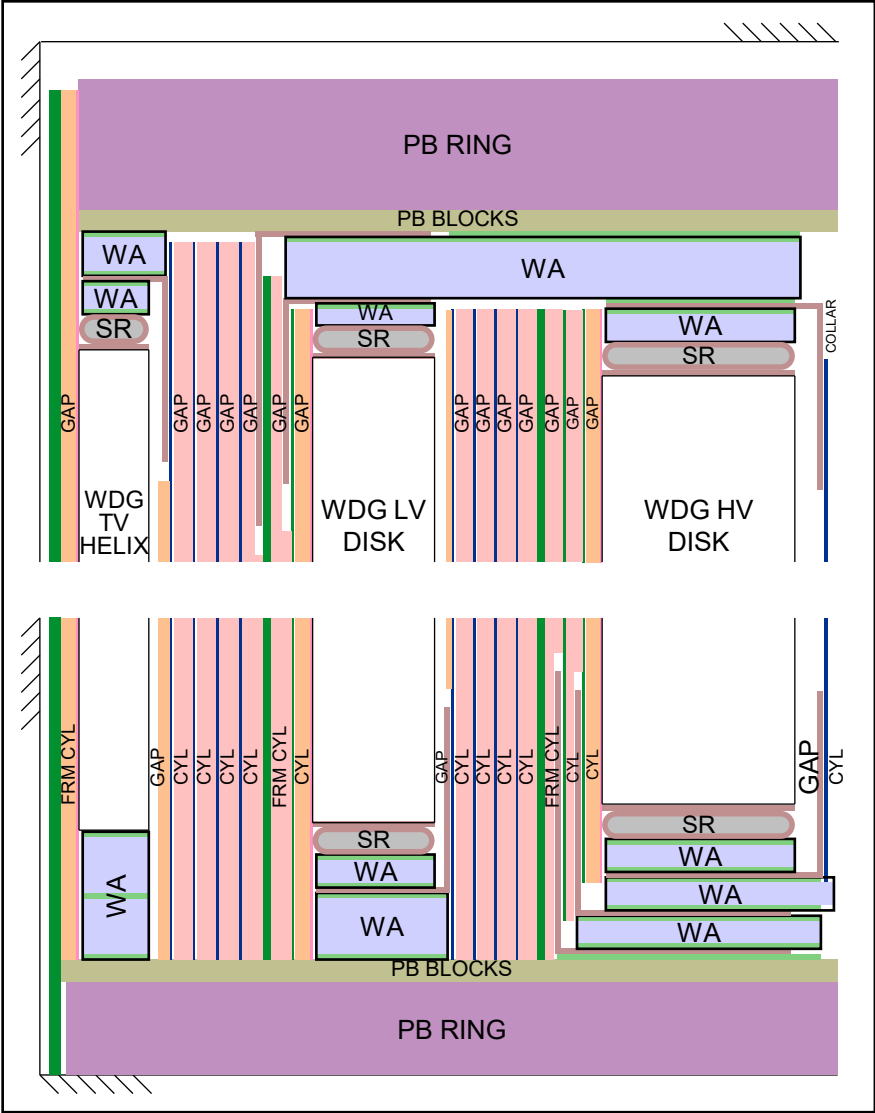 PB RING
PB BLOCKS
WA
WA
WA
WA
WA
SR
SR
SR
COLLAR
GAP
GAP
GAP
GAP
GAP
GAP
GAP
GAP
GAP
GAP
GAP
GAP
GAP
GAP
WDG
TV
HELIX
WDG LV
DISK
WDG HV
DISK
FRM CYL
GAP
CYL
CYL
CYL
CYL
FRM CYL
CYL
GAP
CYL
CYL
CYL
CYL
FRM CYL
CYL
CYL
GAP
CYL
SR
SR
WA
WA
WA
WA
WA
WA
PB BLOCKS
PB RING